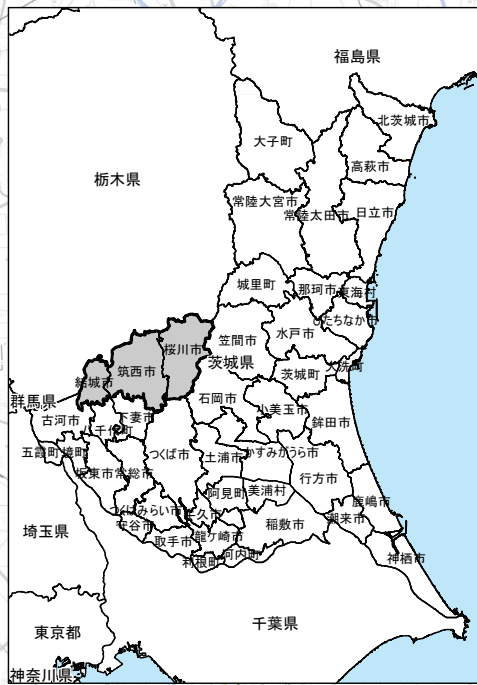 福島県
北茨城市
大子町
高萩市
栃木県
常陸大宮市
常陸太田市
日立市
城里町
那珂市
東海村
ひたちなか市
水戸市
笠間市
桜川市
茨城県
筑西市
結城市
茨城町
大洗町
群馬県
古河市
八千代町
下妻市
石岡市
小美玉市
鉾田市
五霞町
境町
坂東市
常総市
つくば市
土浦市
かすみがうら市
行方市
阿見町
美浦村
鹿嶋市
潮来市
つくばみらい市
牛久市
守谷市
取手市
龍ケ崎市
稲敷市
利根町
河内町
神栖市
埼玉県
東京都
千葉県
神奈川県